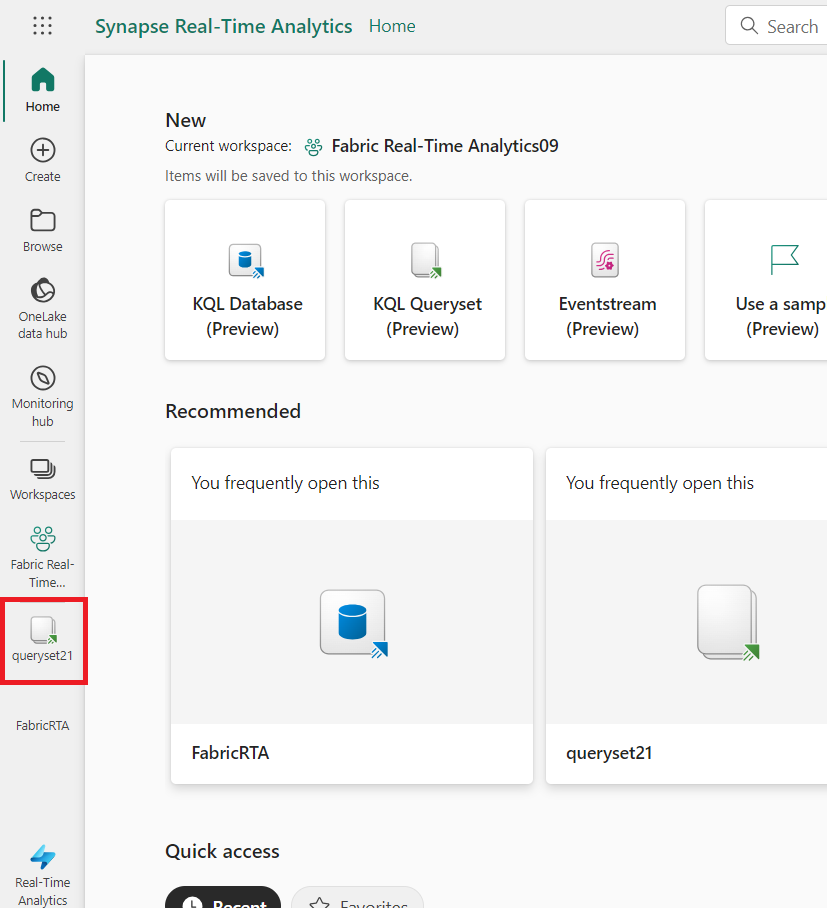 Synapse Real-Time Analytics Home
Search
Home
Create
Browse
OneLake
data hub
Monitoring
hub
Workspaces
Fabric Real-
Time...
queryset21
FabricRTA
Real-Time
Analytics
New
Current workspace: Fabric Real-Time Analytics09
Items will be saved to this workspace.
KQL Database
(Preview)
KQL Queryset
(Preview)
Eventstream
(Preview)
Use a samp
(Preview)
Recommended
You frequently open this
FabricRTA
You frequently open this
queryset21
Quick access
Recent
Favorites